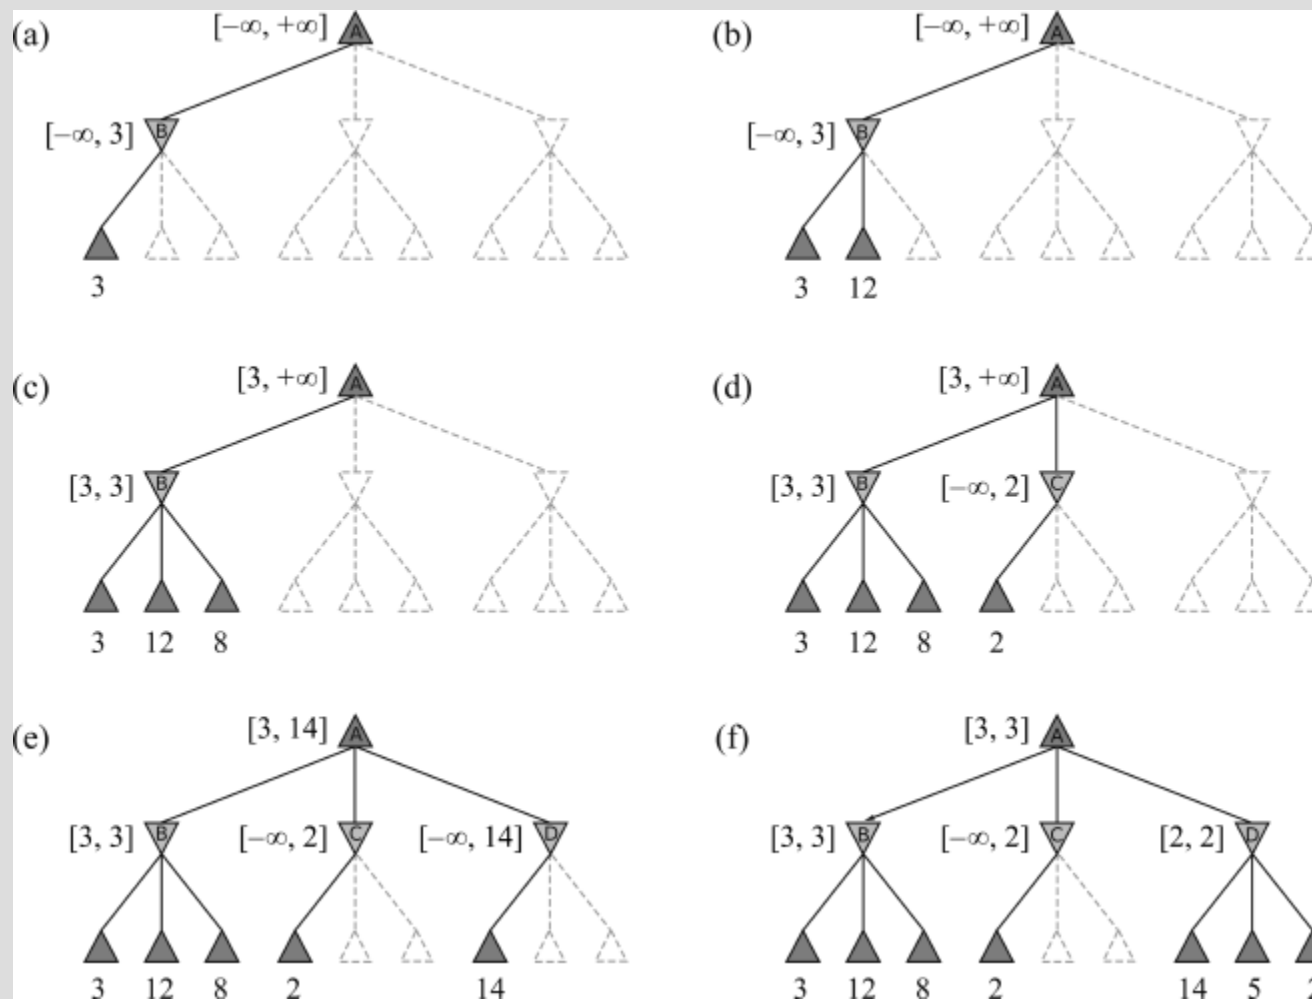 (a) [−∞, +∞] A
[−∞, 3] B
3
(b) [−∞, +∞] A
[−∞, 3] B
3 12
(c) [3, +∞] A
[3, 3] B
3 12 8
(d) [3, +∞] A
[3, 3] B [−∞, 2] C
3 12 8 2
(e) [3, 14] A
[3, 3] B [−∞, 2] C [−∞, 14] D
3 12 8 2 14
(f) [3, 3] A
[3, 3] B [−∞, 2] C [2, 2] D
3 12 8 2 14 5